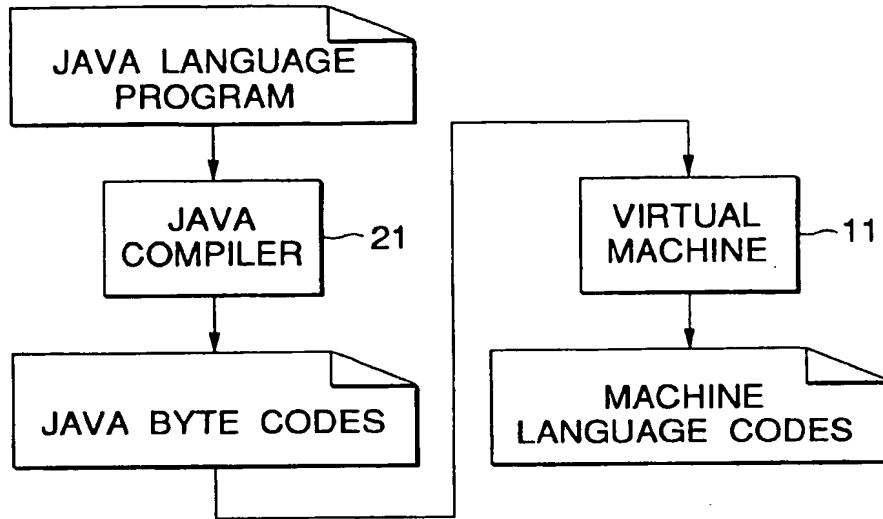 JAVA LANGUAGE
PROGRAM
JAVA
COMPILER
21
JAVA BYTE CODES
VIRTUAL
MACHINE
11
MACHINE
LANGUAGE CODES